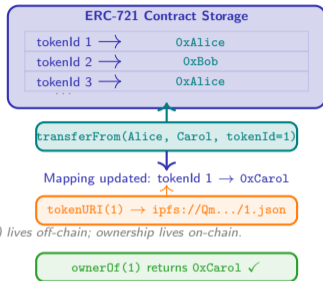 ERC-721 Contract Storage
tokenId 1 → 0xAlice
tokenId 2 → 0xBob
tokenId 3 → 0xAlice
...
transferFrom(Alice, Carol, tokenId=1)
Mapping updated: tokenId 1 → 0xCarol
tokenURI(1) → ipfs://Qm.../1.json
) lives off-chain; ownership lives on-chain.
ownerOf(1) returns 0xCarol ✓